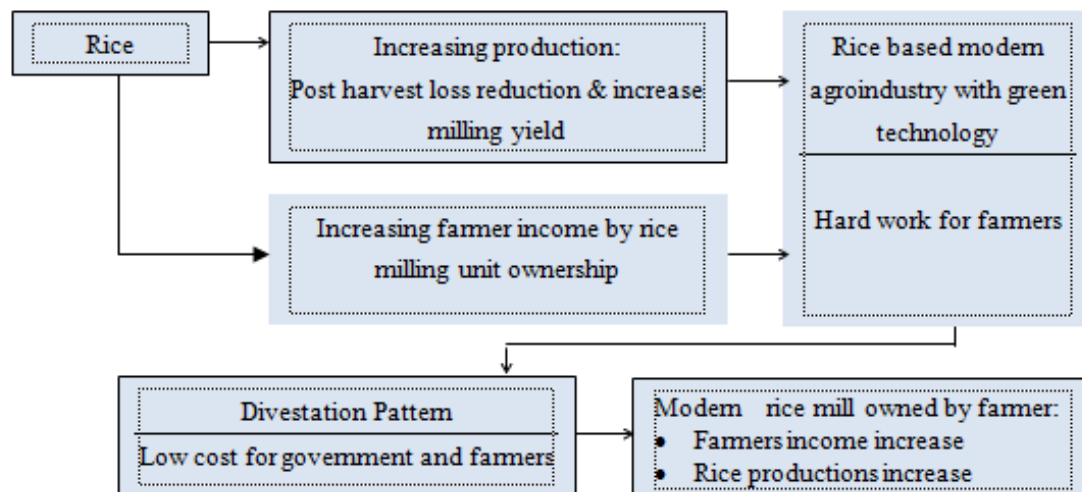 Rice
Increasing production:
Post harvest loss reduction & increase
milling yield
Rice based modern
agroindustry with green
technology
Hard work for farmers
Increasing farmer income by rice
milling unit ownership
Divestation Pattern
Low cost for government and farmers
Modern rice mill owned by farmer:
• Farmers income increase
• Rice productions increase